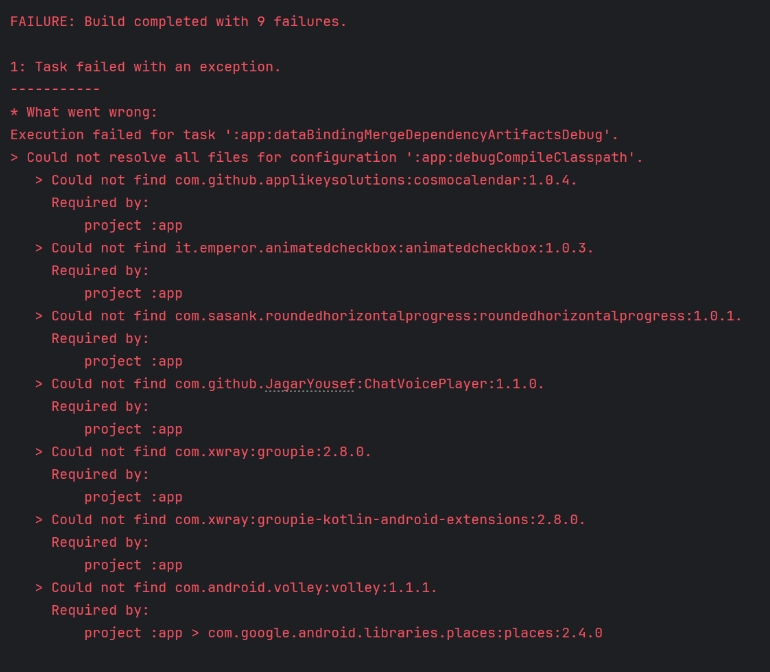 FAILURE: Build completed with 9 failures.
1: Task failed with an exception.
-----------
* What went wrong:
Execution failed for task ':app:dataBindingMergeDependencyArtifactsDebug'.
> Could not resolve all files for configuration ':app:debugCompileClasspath'.
> Could not find com.github.applikeysolutions:cosmocalendar:1.0.4.
Required by:
project :app
> Could not find it.emperor.animatedcheckbox:animatedcheckbox:1.0.3.
Required by:
project :app
> Could not find com.sasank.roundedhorizontalprogress:roundedhorizontalprogress:1.0.1.
Required by:
project :app
> Could not find com.github.JagarYousef:ChatVoicePlayer:1.1.0.
Required by:
project :app
> Could not find com.xwray:groupie:2.8.0.
Required by:
project :app
> Could not find com.xwray:groupie-kotlin-android-extensions:2.8.0.
Required by:
project :app
> Could not find com.android.volley:volley:1.1.1.
Required by:
project :app > com.google.android.libraries.places:places:2.4.0